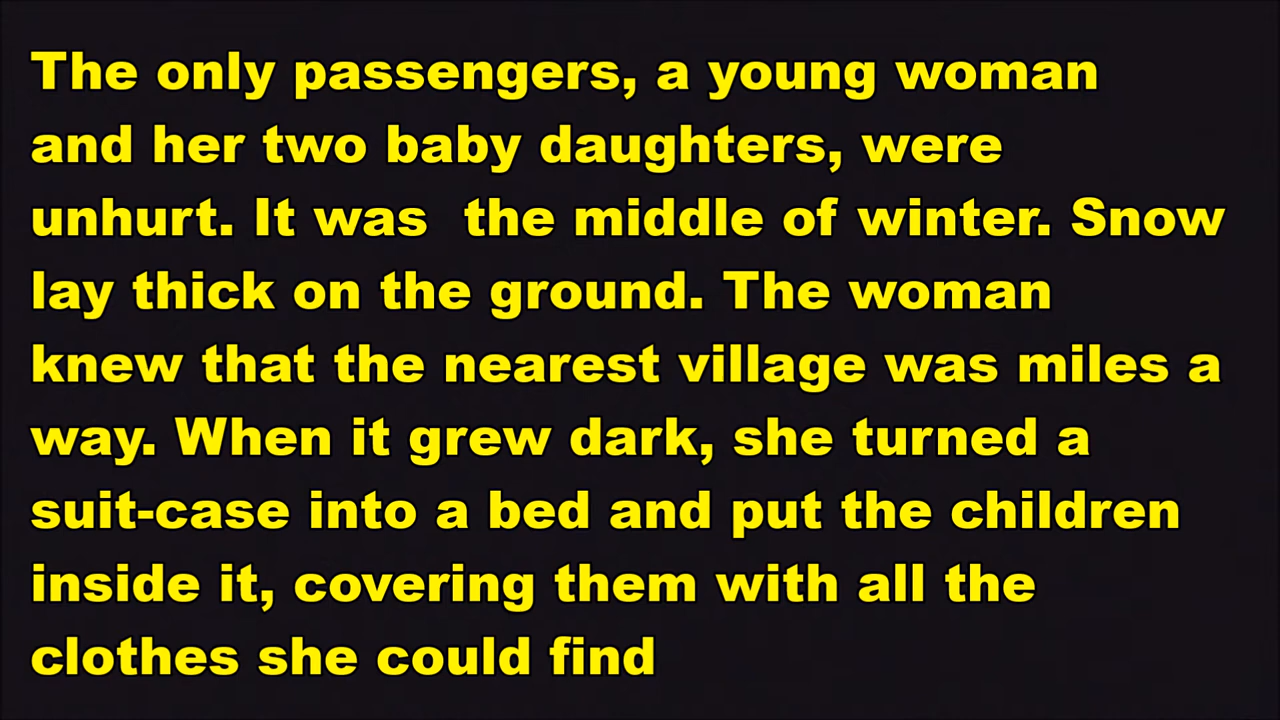 The only passengers, a young woman
and her two baby daughters, were
unhurt. It was  the middle of winter. Snow
lay thick on the ground. The woman
knew that the nearest village was miles a
way. When it grew dark, she turned a
suit-case into a bed and put the children
inside it, covering them with all the
clothes she could find